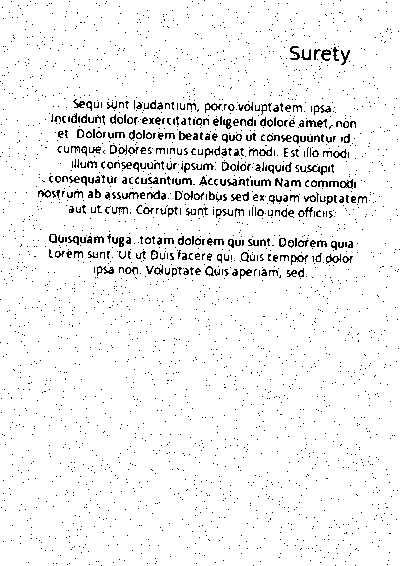 Surety
Sequi sunt laudantium, porro voluptatem. ipsa.
Incididunt dolor exercitation eligendi dolore amet, non
et. Dolorum dolorem beatae quo ut consequuntur id
cumque. Dolores minus cupidatat modi. Est illo modi
illum consequuntur ipsum. Dolor aliquid suscipit
consequatur accusantium. Accusantium Nam commodi
nostrum ab assumenda. Doloribus sed ex quam voluptatem
aut ut cum. Corrupti sunt ipsum illo unde officiis.
Quisquam fuga. totam dolorem qui sunt. Dolorem quia
Lorem sunt. Ut ut Duis facere qui. Quis tempor id dolor
ipsa non. Voluptate Quis aperiam, sed.